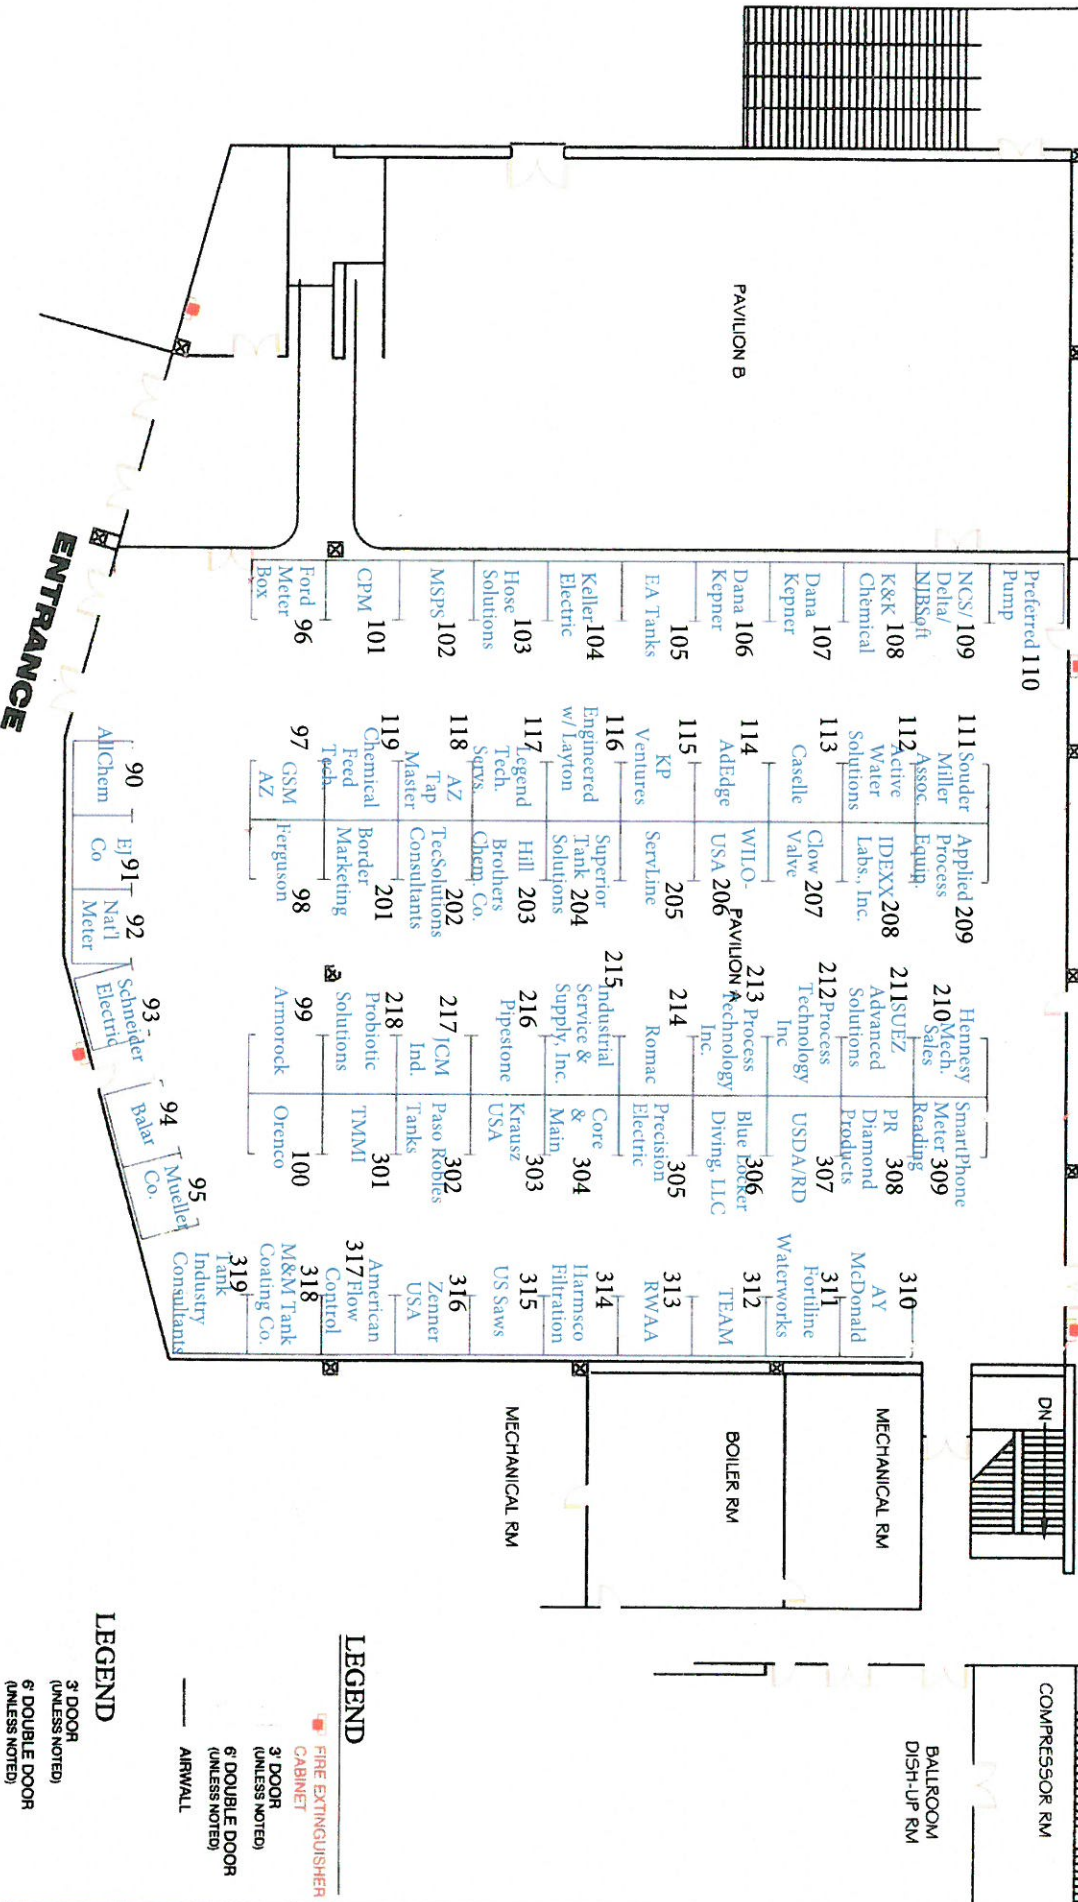 PAVILION B
ENTRANCE
Preferred
Pump
110
NCS/
Delta/
NJBSoft
109
K&K
Chemical
108
Dana
Kepner
107
Dana
Kepner
106
EA Tanks
105
Keller
Electric
104
Hose
Solutions
103
MSPS
102
CPM
101
Ford
Meter
Box
96
111
Souder
Miller
Assoc.
112
Active
Water
Solutions
113
Caselle
114
AdEdge
115
KP
Ventures
116
Engineered
w/ Layton
117
Legend
Tech.
Servs.
118
AZ
Tap
Master
119
Chemical
Feed
Tech
97
GSM
AZ
Applied
Process
Equip.
209
IDEXX
Labs., Inc.
208
Clow
Valve
207
WILO-
USA
206
PAVILION A
ServLine
205
Superior
Tank
Solutions
204
Hill
Brothers
Chem. Co.
203
TecSolutions
Consultants
202
Border
Marketing
201
Ferguson
98
Hennesy
Mech.
Sales
210
211
SUEZ
Advanced
Solutions
212
Process
Technology
Inc
213
Process
Technology
Inc.
214
Romac
215
Industrial
Service &
Supply, Inc.
216
Pipestone
217
JCM
Ind.
218
Probiotic
Solutions
99
Armorock
SmartPhone
Meter
Reading
309
PR
Diamond
Products
308
USDA/RD
307
Blue Locker
Diving, LLC
306
Precision
Electric
305
Core
&
Main
304
Krausz
USA
303
Paso Robles
Tanks
302
TMMI
301
Orenco
100
310
AY
McDonald
311
Fortiline
Waterworks
312
TEAM
313
RWAA
314
Harmsco
Filtration
315
US Saws
316
Zenner
USA
317
American
Flow
Control
318
M&M Tank
Coating Co.
319
Tank
Industry
Consultants
90
AllChem
91
EJ
Co
92
Nat'l
Meter
93
Schneider
Electric
94
Balar
95
Mueller
Co.
DN
MECHANICAL RM
BOILER RM
MECHANICAL RM
COMPRESSOR RM
BALLROOM
DISH-UP RM
LEGEND
FIRE EXTINGUISHER
CABINET
3' DOOR
(UNLESS NOTED)
6' DOUBLE DOOR
(UNLESS NOTED)
AIRWALL
LEGEND
3' DOOR
(UNLESS NOTED)
6' DOUBLE DOOR
(UNLESS NOTED)